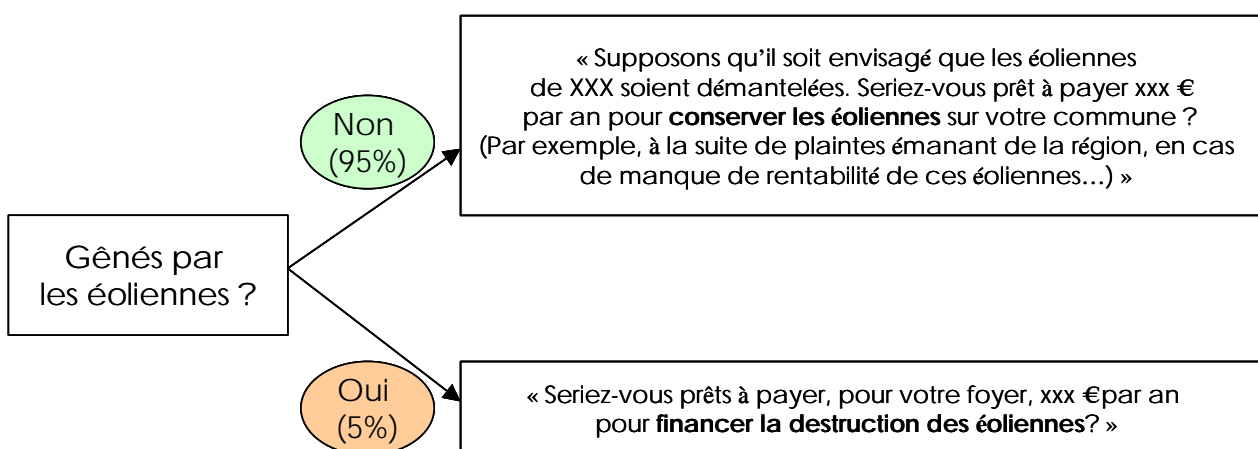 « Supposons qu'il soit envisagé que les éoliennes
de XXX soient démantelées. Seriez-vous prêt à payer xxx €
par an pour conserver les éoliennes sur votre commune ?
(Par exemple, à la suite de plaintes émanant de la région, en cas
de manque de rentabilité de ces éoliennes...) »
Non
(95%)
Gênés par
les éoliennes ?
Oui
(5%)
« Seriez-vous prêts à payer, pour votre foyer, xxx €par an
pour financer la destruction des éoliennes? »